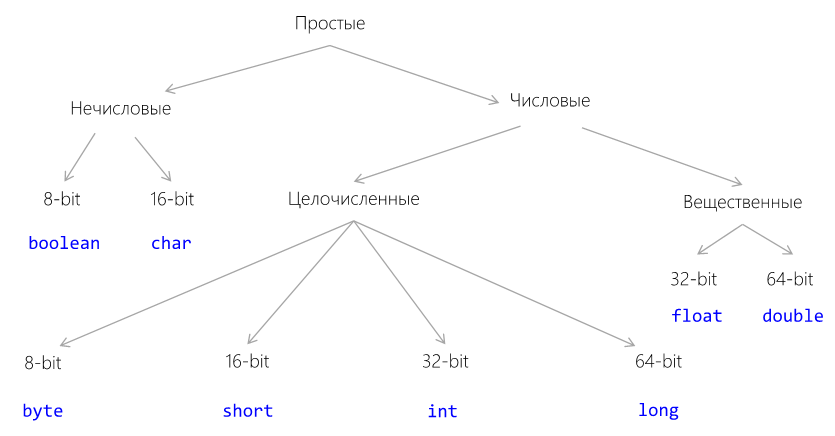 Простые
Нечисловые
Числовые
8-bit
16-bit
boolean
char
Целочисленные
Вещественные
32-bit
64-bit
float
double
8-bit
16-bit
32-bit
64-bit
byte
short
int
long